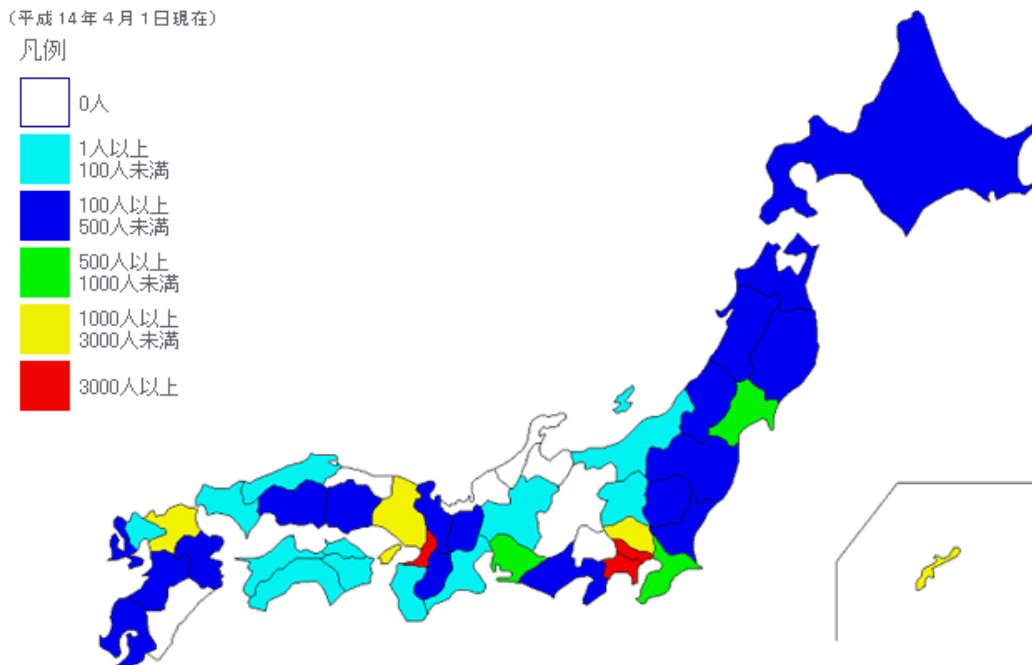 （平成14年４月１日現在）
凡例
0人
1人以上
100人未満
100人以上
500人未満
500人以上
1000人未満
1000人以上
3000人未満
3000人以上